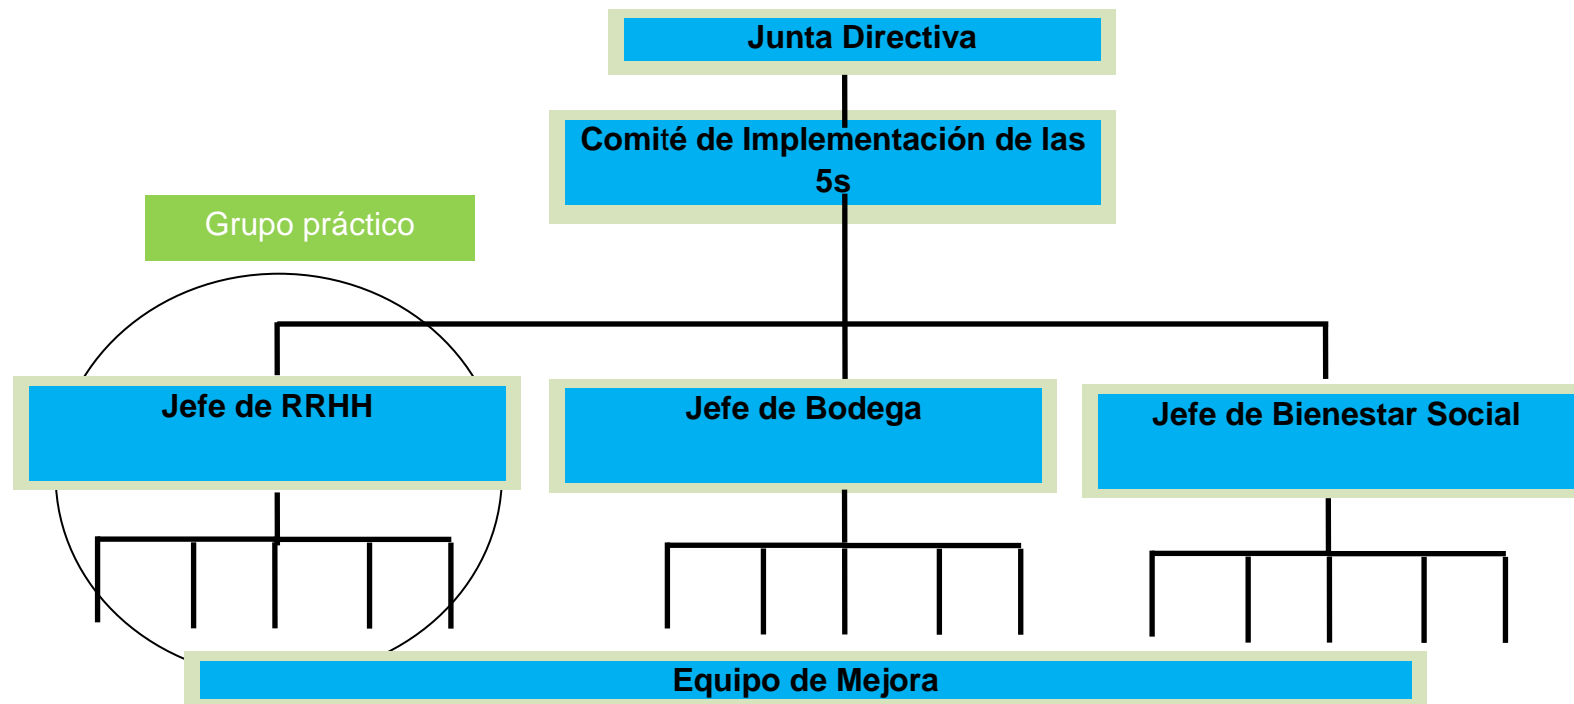 Junta Directiva
Comité de Implementación de las
5s
Grupo práctico
Jefe de RRHH
Jefe de Bodega
Jefe de Bienestar Social
Equipo de Mejora